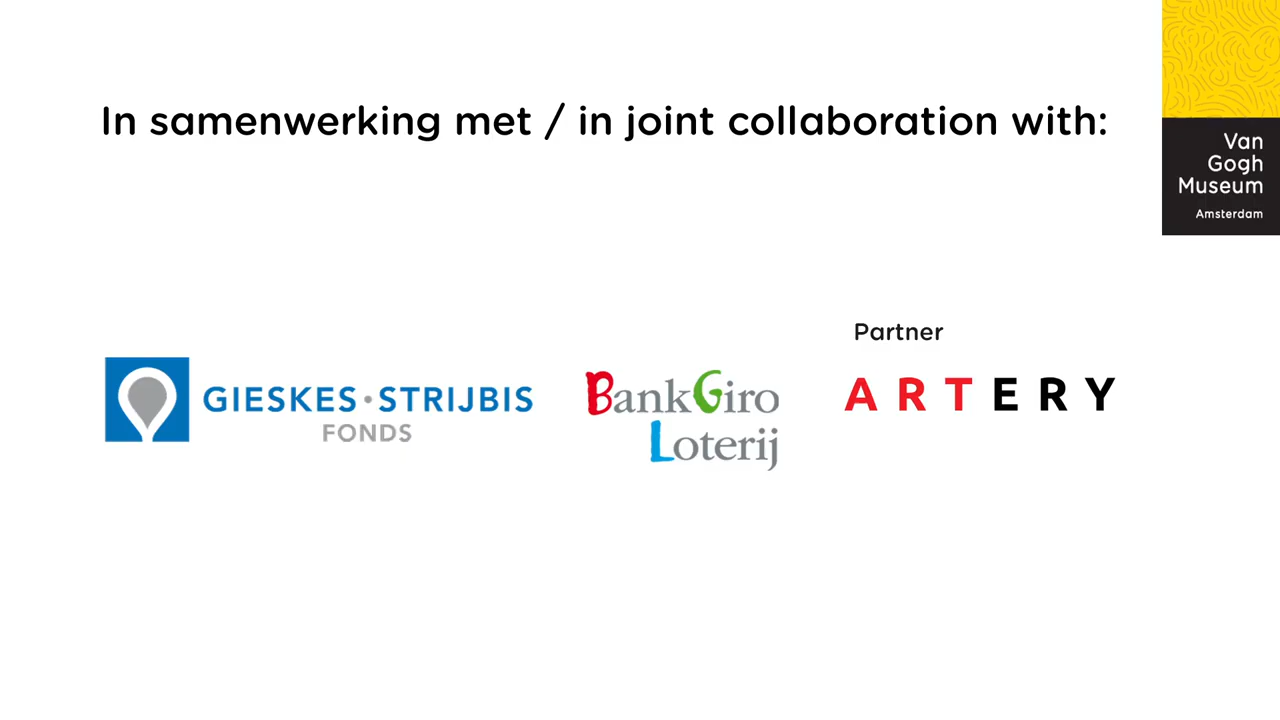 In samenwerking met / in joint collaboration with:
Van
Gogh
Museum
Amsterdam
GIESKES·STRIJBIS
FONDS
BankGiro
Loterij
Partner
ARTERY